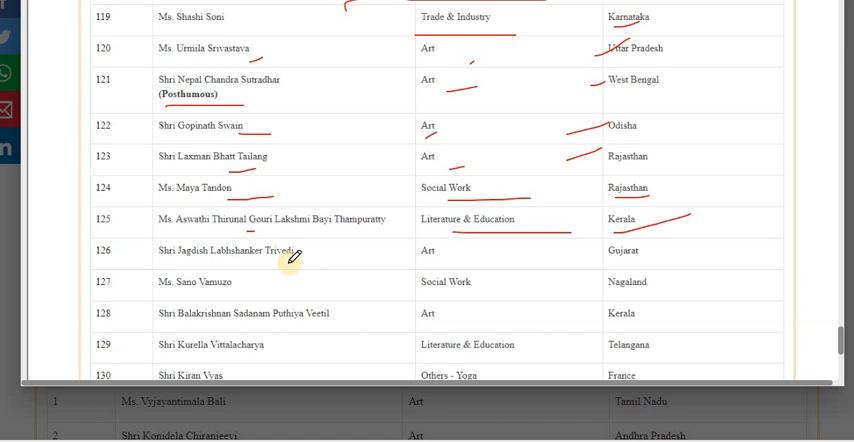 119 Ms. Shashi Soni Trade & Industry Karnataka
120 Ms. Urmila Srivastava Art Uttar Pradesh
121 Shri Nepal Chandra Sutradhar Art West Bengal
(Posthumous)
122 Shri Gopinath Swain Art Odisha
123 Shri Laxman Bhatt Tailang Art Rajasthan
124 Ms. Maya Tandon Social Work Rajasthan
125 Ms. Aswathi Thirunal Gouri Lakshmi Bayi Thampuratty Literature & Education Kerala
126 Shri Jagdish Labhshanker Trivedi Art Gujarat
127 Ms. Sano Vamuzo Social Work Nagaland
128 Shri Balakrishnan Sadanam Puthiya Veetil Art Kerala
129 Shri Kurella Vittalacharya Literature & Education Telangana
130 Shri Kiran Vyas Others - Yoga France
1 Ms. Vyjayantimala Bali Art Tamil Nadu
2 Shri Konidela Chiranjeevi Art Andhra Pradesh